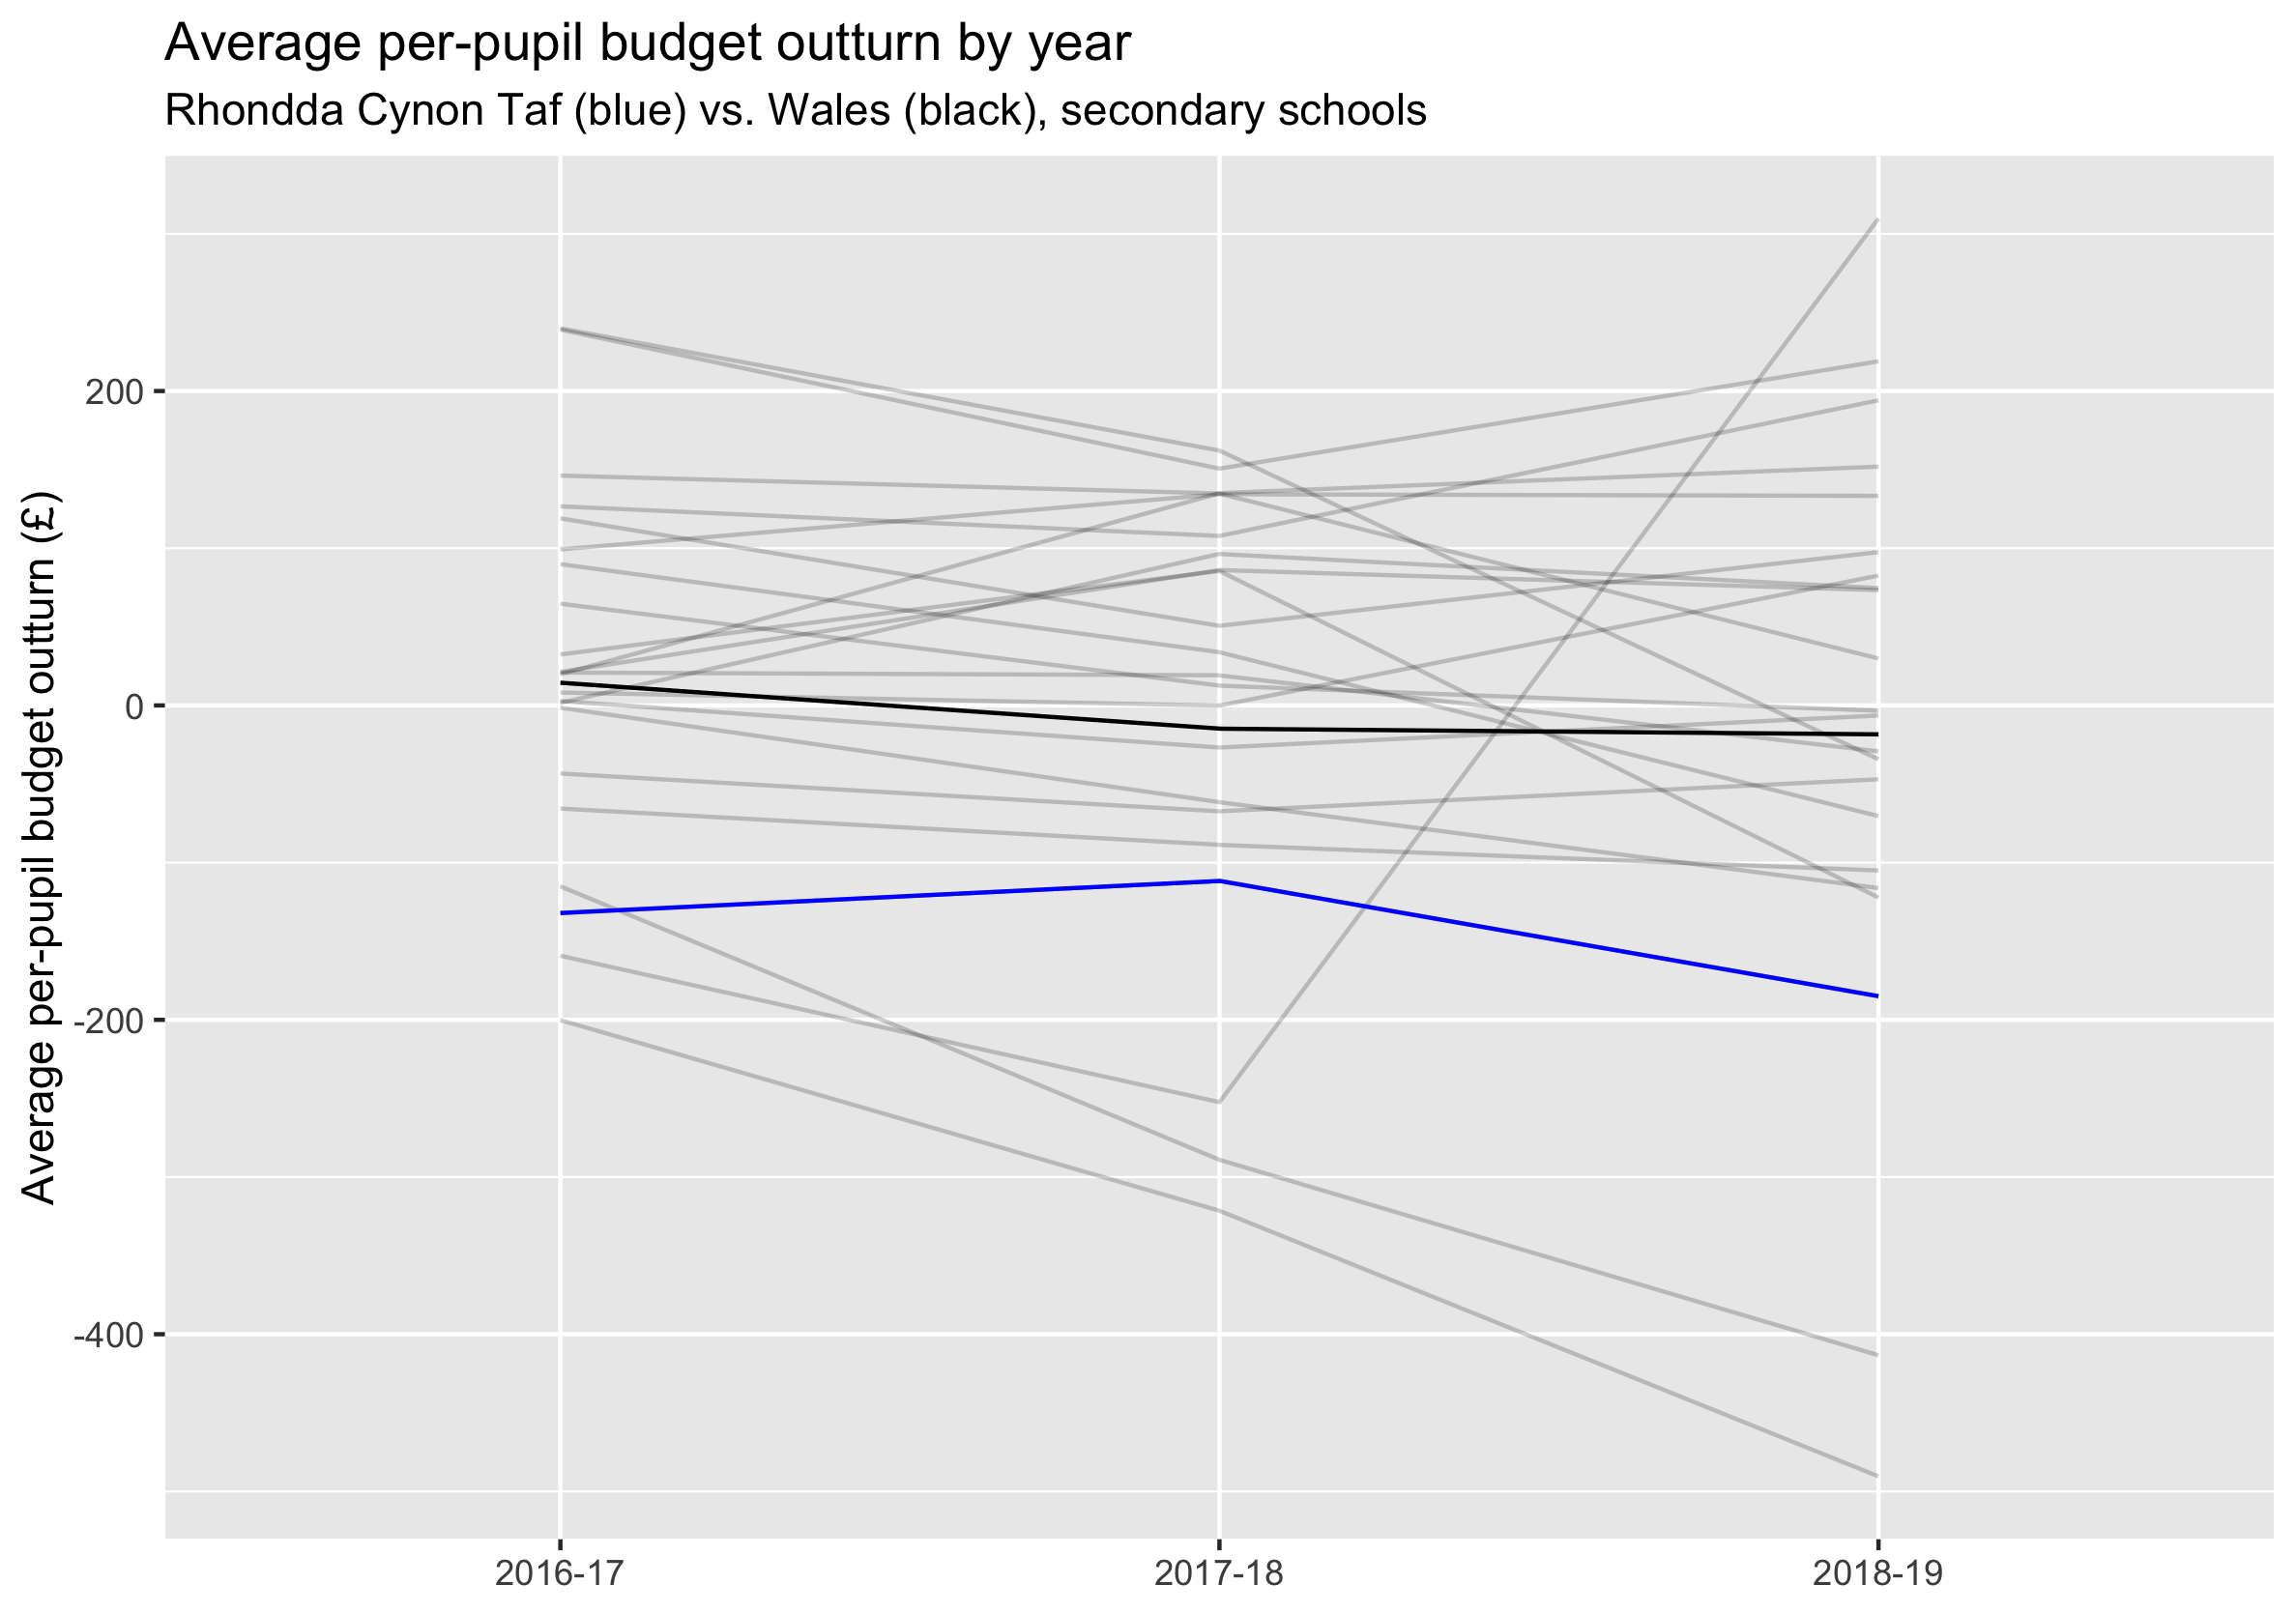 Average per-pupil budget outturn by year
Rhondda Cynon Taf (blue) vs. Wales (black), secondary schools
Average per-pupil budget outturn (£)
200
0
-200
-400
2016-17
2017-18
2018-19